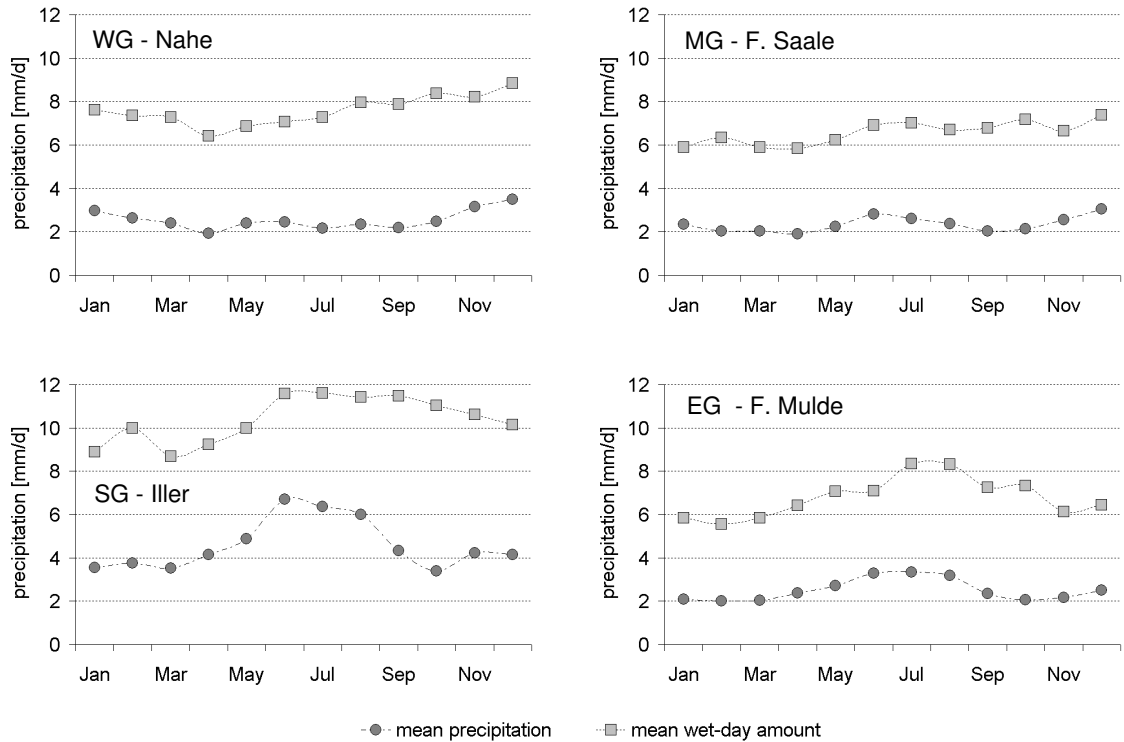 WG - Nahe
precipitation [mm/d]
12
10
8
6
4
2
0
Jan Mar May Jul Sep Nov
MG - F. Saale
precipitation [mm/d]
12
10
8
6
4
2
0
Jan Mar May Jul Sep Nov
SG - Iller
precipitation [mm/d]
12
10
8
6
4
2
0
Jan Mar May Jul Sep Nov
EG - F. Mulde
precipitation [mm/d]
12
10
8
6
4
2
0
Jan Mar May Jul Sep Nov
mean precipitation mean wet-day amount